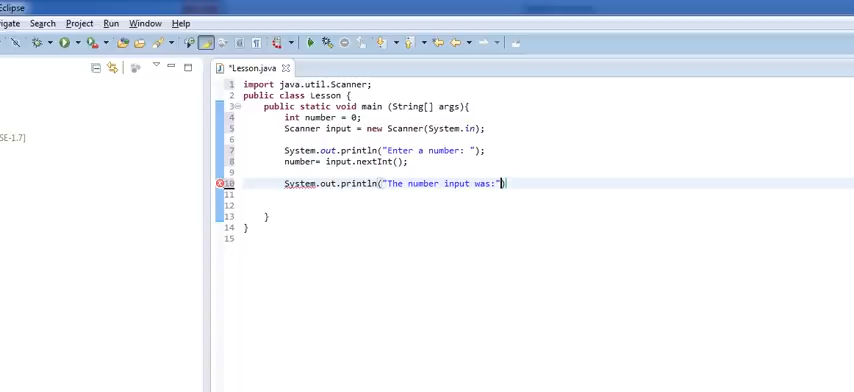 Eclipse
vigate Search Project Run Window Help
*Lesson.java
1 import java.util.Scanner;
2 public class Lesson {
3 public static void main (String[] args){
4 int number = 0;
5 Scanner input = new Scanner(System.in);
6
7 System.out.println("Enter a number: ");
8 number= input.nextInt();
9
10 System.out.println("The number input was:")
11
12
13 }
14 }
15
SE-1.7]